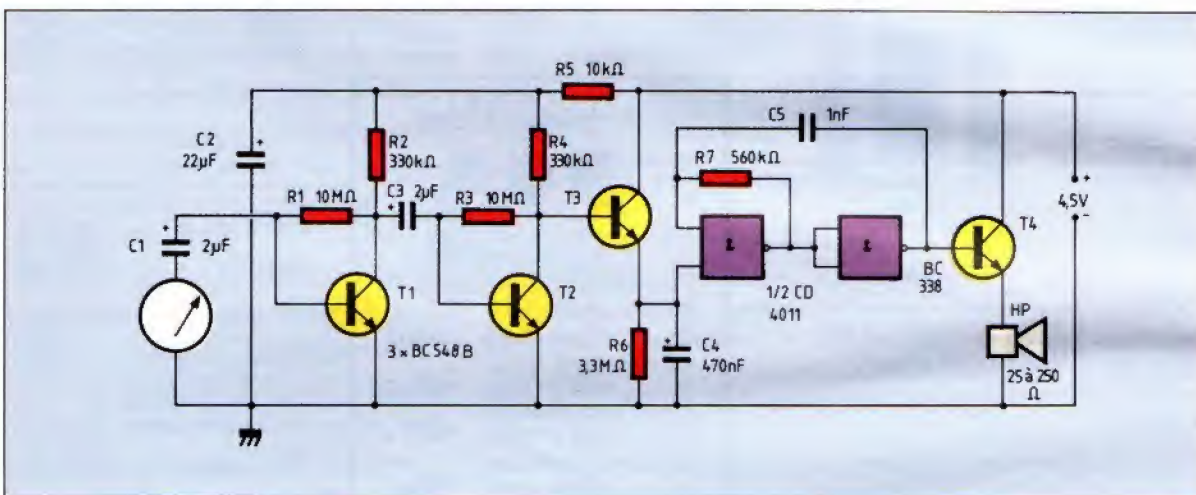 R5 10kΩ
C5 1nF
C2
22µF
+
R2
330kΩ
R4
330kΩ
R7 560kΩ
R1 10MΩ
C3 2µF
+
R3 10MΩ
T3
+
4,5V
-
T4
C1
+
2µF
&
&
BC
338
1/2 CD
4011
T1
T2
3 x BC548B
R6
3,3MΩ
+
C4
470nF
HP
25 à 250
Ω